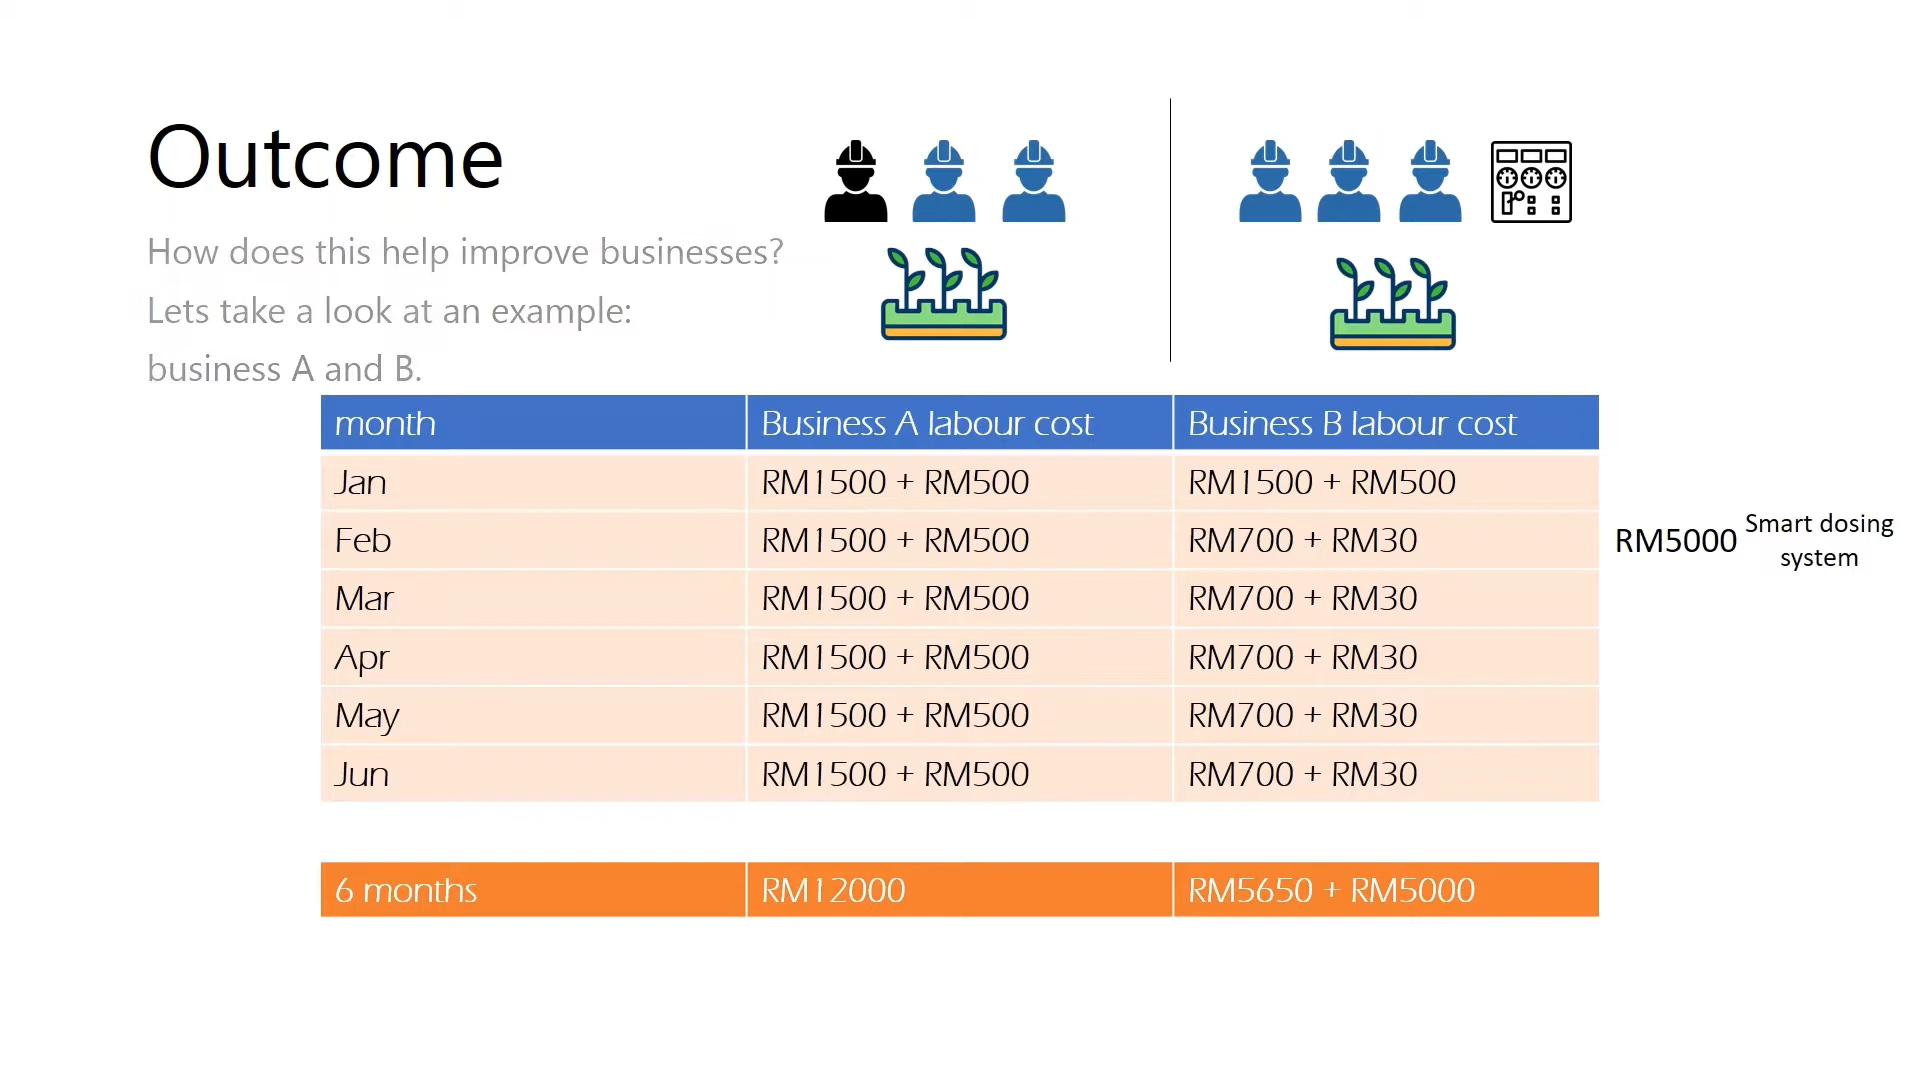 Outcome
How does this help improve businesses?
Lets take a look at an example:
business A and B.
month Business A labour cost Business B labour cost
Jan RM1500 + RM500 RM1500 + RM500
Feb RM1500 + RM500 RM700 + RM30
RM5000 Smart dosing
system
Mar RM1500 + RM500 RM700 + RM30
Apr RM1500 + RM500 RM700 + RM30
May RM1500 + RM500 RM700 + RM30
Jun RM1500 + RM500 RM700 + RM30
6 months RM12000 RM5650 + RM5000